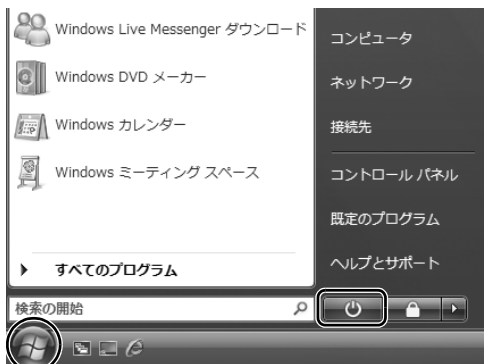 Windows Live Messenger ダウンロード
Windows DVD メーカー
Windows カレンダー
Windows ミーティング スペース
すべてのプログラム
検索の開始
コンピュータ
ネットワーク
接続先
コントロール パネル
既定のプログラム
ヘルプとサポート